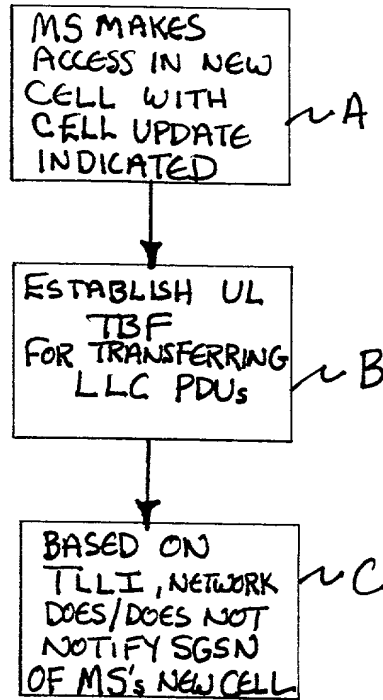 MS MAKES
ACCESS IN NEW
CELL WITH
CELL UPDATE
INDICATED
A
ESTABLISH UL
TBF
FOR TRANSFERRING
LLC PDUs
B
BASED ON
TLLI, NETWORK
DOES/DOES NOT
NOTIFY SGSN
OF MS's NEW CELL
C